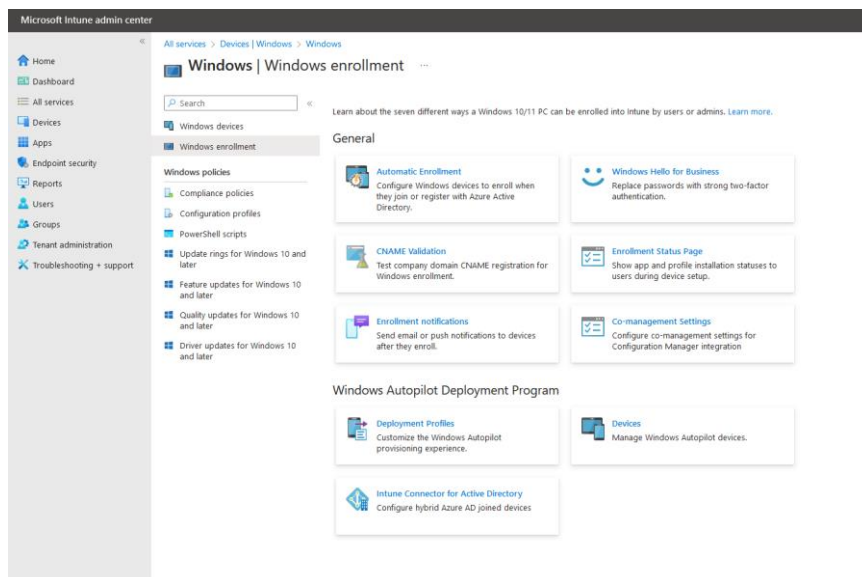 Microsoft Intune admin center
«
Home
Dashboard
All services
Devices
Apps
Endpoint security
Reports
Users
Groups
Tenant administration
Troubleshooting + support
All services > Devices | Windows > Windows
Windows | Windows enrollment ...
Search
«
Windows devices
Windows enrollment
Windows policies
Compliance policies
Configuration profiles
PowerShell scripts
Update rings for Windows 10 and
later
Feature updates for Windows 10
and later
Quality updates for Windows 10
and later
Driver updates for Windows 10
and later
Learn about the seven different ways a Windows 10/11 PC can be enrolled into Intune by users or admins. Learn more.
General
Automatic Enrollment
Configure Windows devices to enroll when
they join or register with Azure Active
Directory.
Windows Hello for Business
Replace passwords with strong two-factor
authentication.
CNAME Validation
Test company domain CNAME registration for
Windows enrollment.
Enrollment Status Page
Show app and profile installation statuses to
users during device setup.
Enrollment notifications
Send email or push notifications to devices
after they enroll.
Co-management Settings
Configure co-management settings for
Configuration Manager integration
Windows Autopilot Deployment Program
Deployment Profiles
Customize the Windows Autopilot
provisioning experience.
Devices
Manage Windows Autopilot devices.
Intune Connector for Active Directory
Configure hybrid Azure AD joined devices